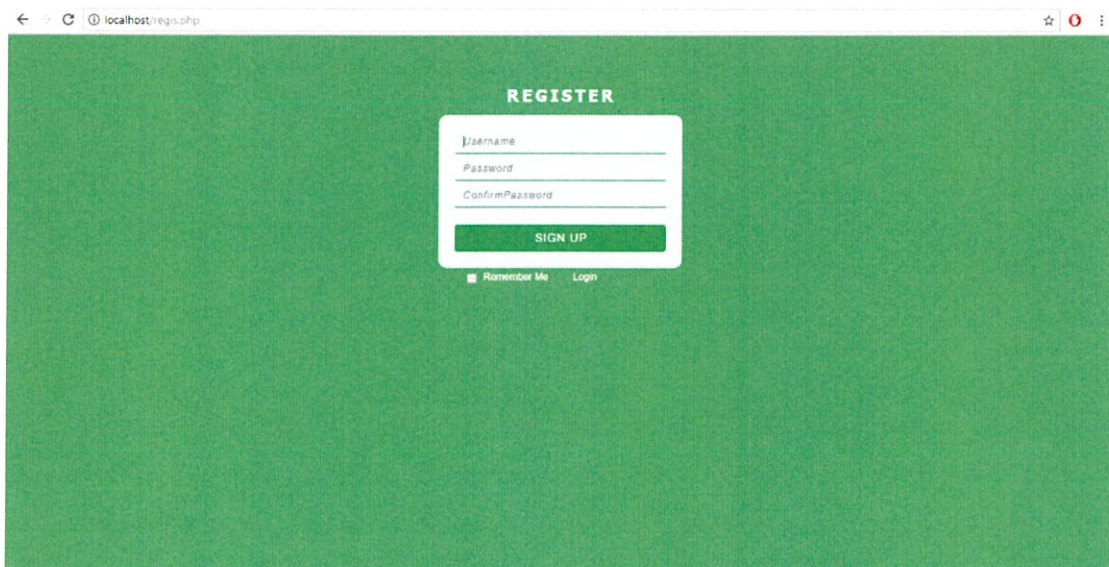 localhost/regis.php
REGISTER
Username
Password
ConfirmPassword
SIGN UP
Remember Me Login